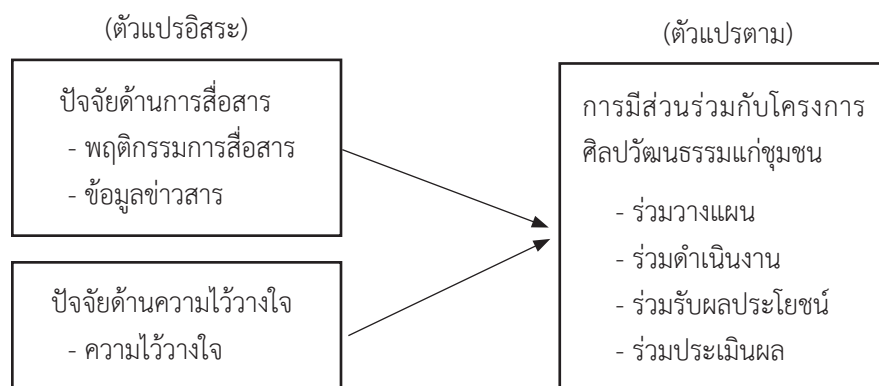 (ตัวแปรอิสระ)
ปัจจัยด้านการสื่อสาร
- พฤติกรรมการสื่อสาร
- ข้อมูลข่าวสาร
ปัจจัยด้านความไว้วางใจ
- ความไว้วางใจ
(ตัวแปรตาม)
การมีส่วนร่วมกับโครงการ
ศิลปวัฒนธรรมแก่ชุมชน
- ร่วมวางแผน
- ร่วมดำเนินงาน
- ร่วมรับผลประโยชน์
- ร่วมประเมินผล